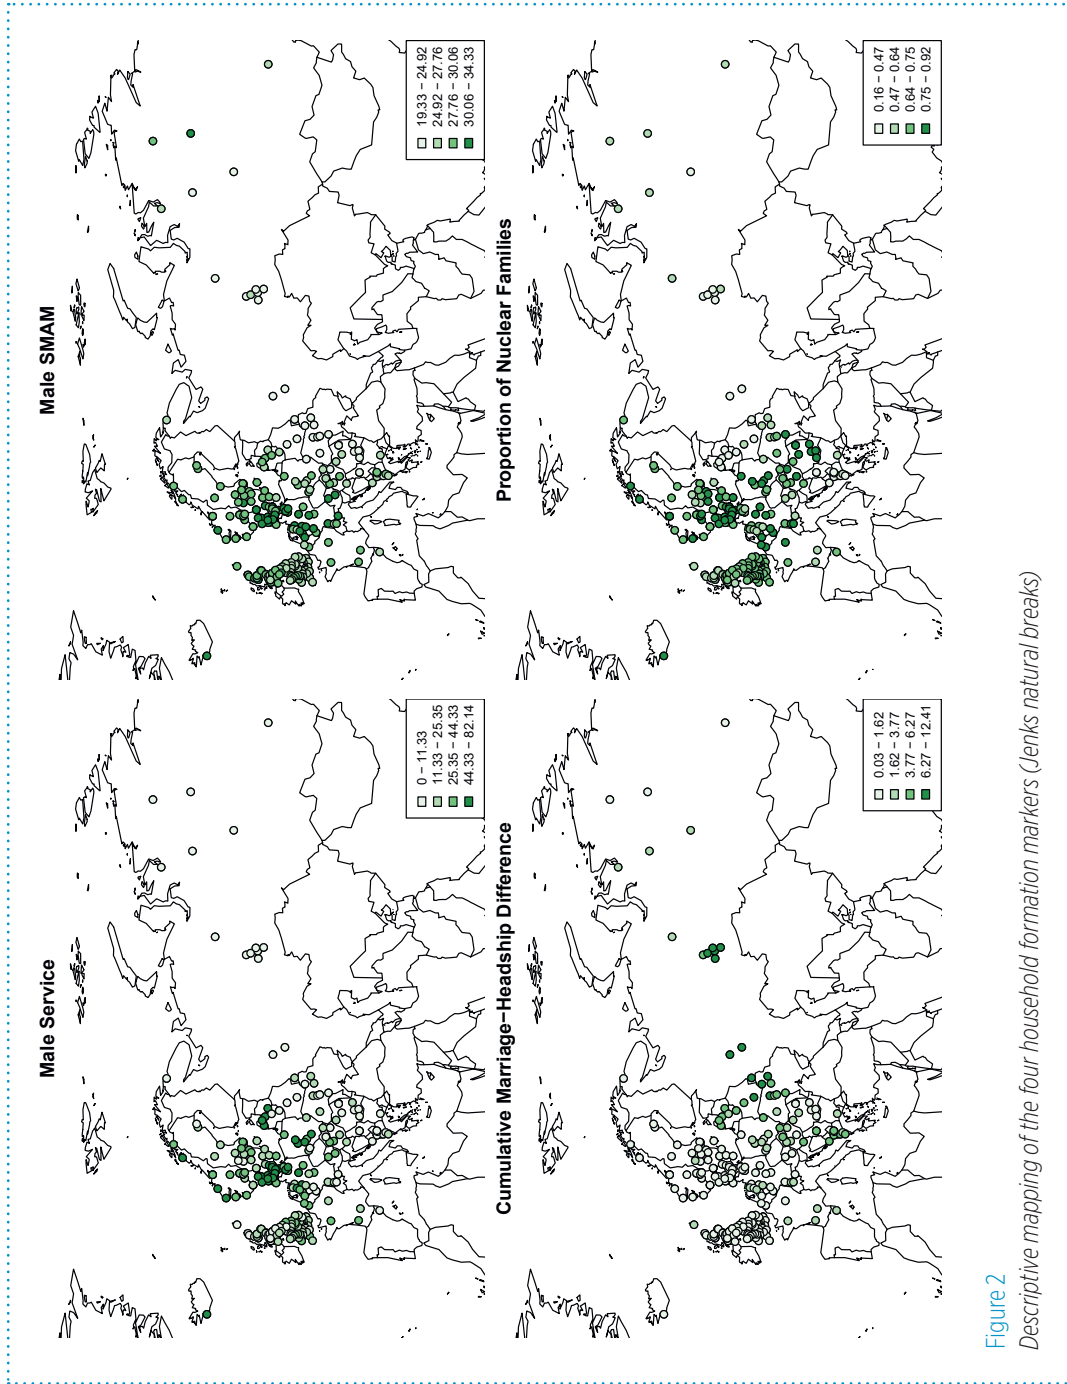 Male Service
0 – 11.33
11.33 – 25.35
25.35 – 44.33
44.33 – 82.14
Male SMAM
19.33 – 24.92
24.92 – 27.76
27.76 – 30.06
30.06 – 34.33
Cumulative Marriage–Headship Difference
0.03 – 1.62
1.62 – 3.77
3.77 – 6.27
6.27 – 12.41
Proportion of Nuclear Families
0.16 – 0.47
0.47 – 0.64
0.64 – 0.75
0.75 – 0.92
Figure 2
Descriptive mapping of the four household formation markers (Jenks natural breaks)